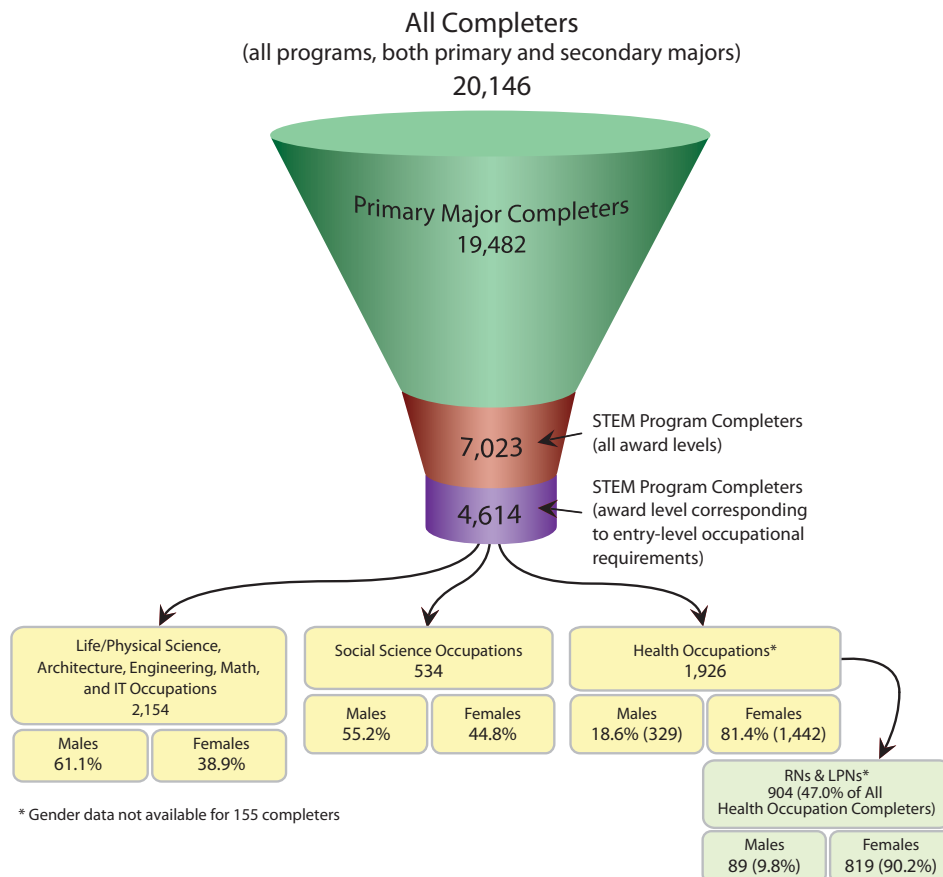 All Completers
(all programs, both primary and secondary majors)
20,146
Primary Major Completers
19,482
7,023
STEM Program Completers
(all award levels)
4,614
STEM Program Completers
(award level corresponding
to entry-level occupational
requirements)
Life/Physical Science,
Architecture, Engineering, Math,
and IT Occupations
2,154
Males
61.1%
Females
38.9%
Social Science Occupations
534
Males
55.2%
Females
44.8%
Health Occupations*
1,926
Males
18.6% (329)
Females
81.4% (1,442)
RNs & LPNs*
904 (47.0% of All
Health Occupation Completers)
Males
89 (9.8%)
Females
819 (90.2%)
* Gender data not available for 155 completers